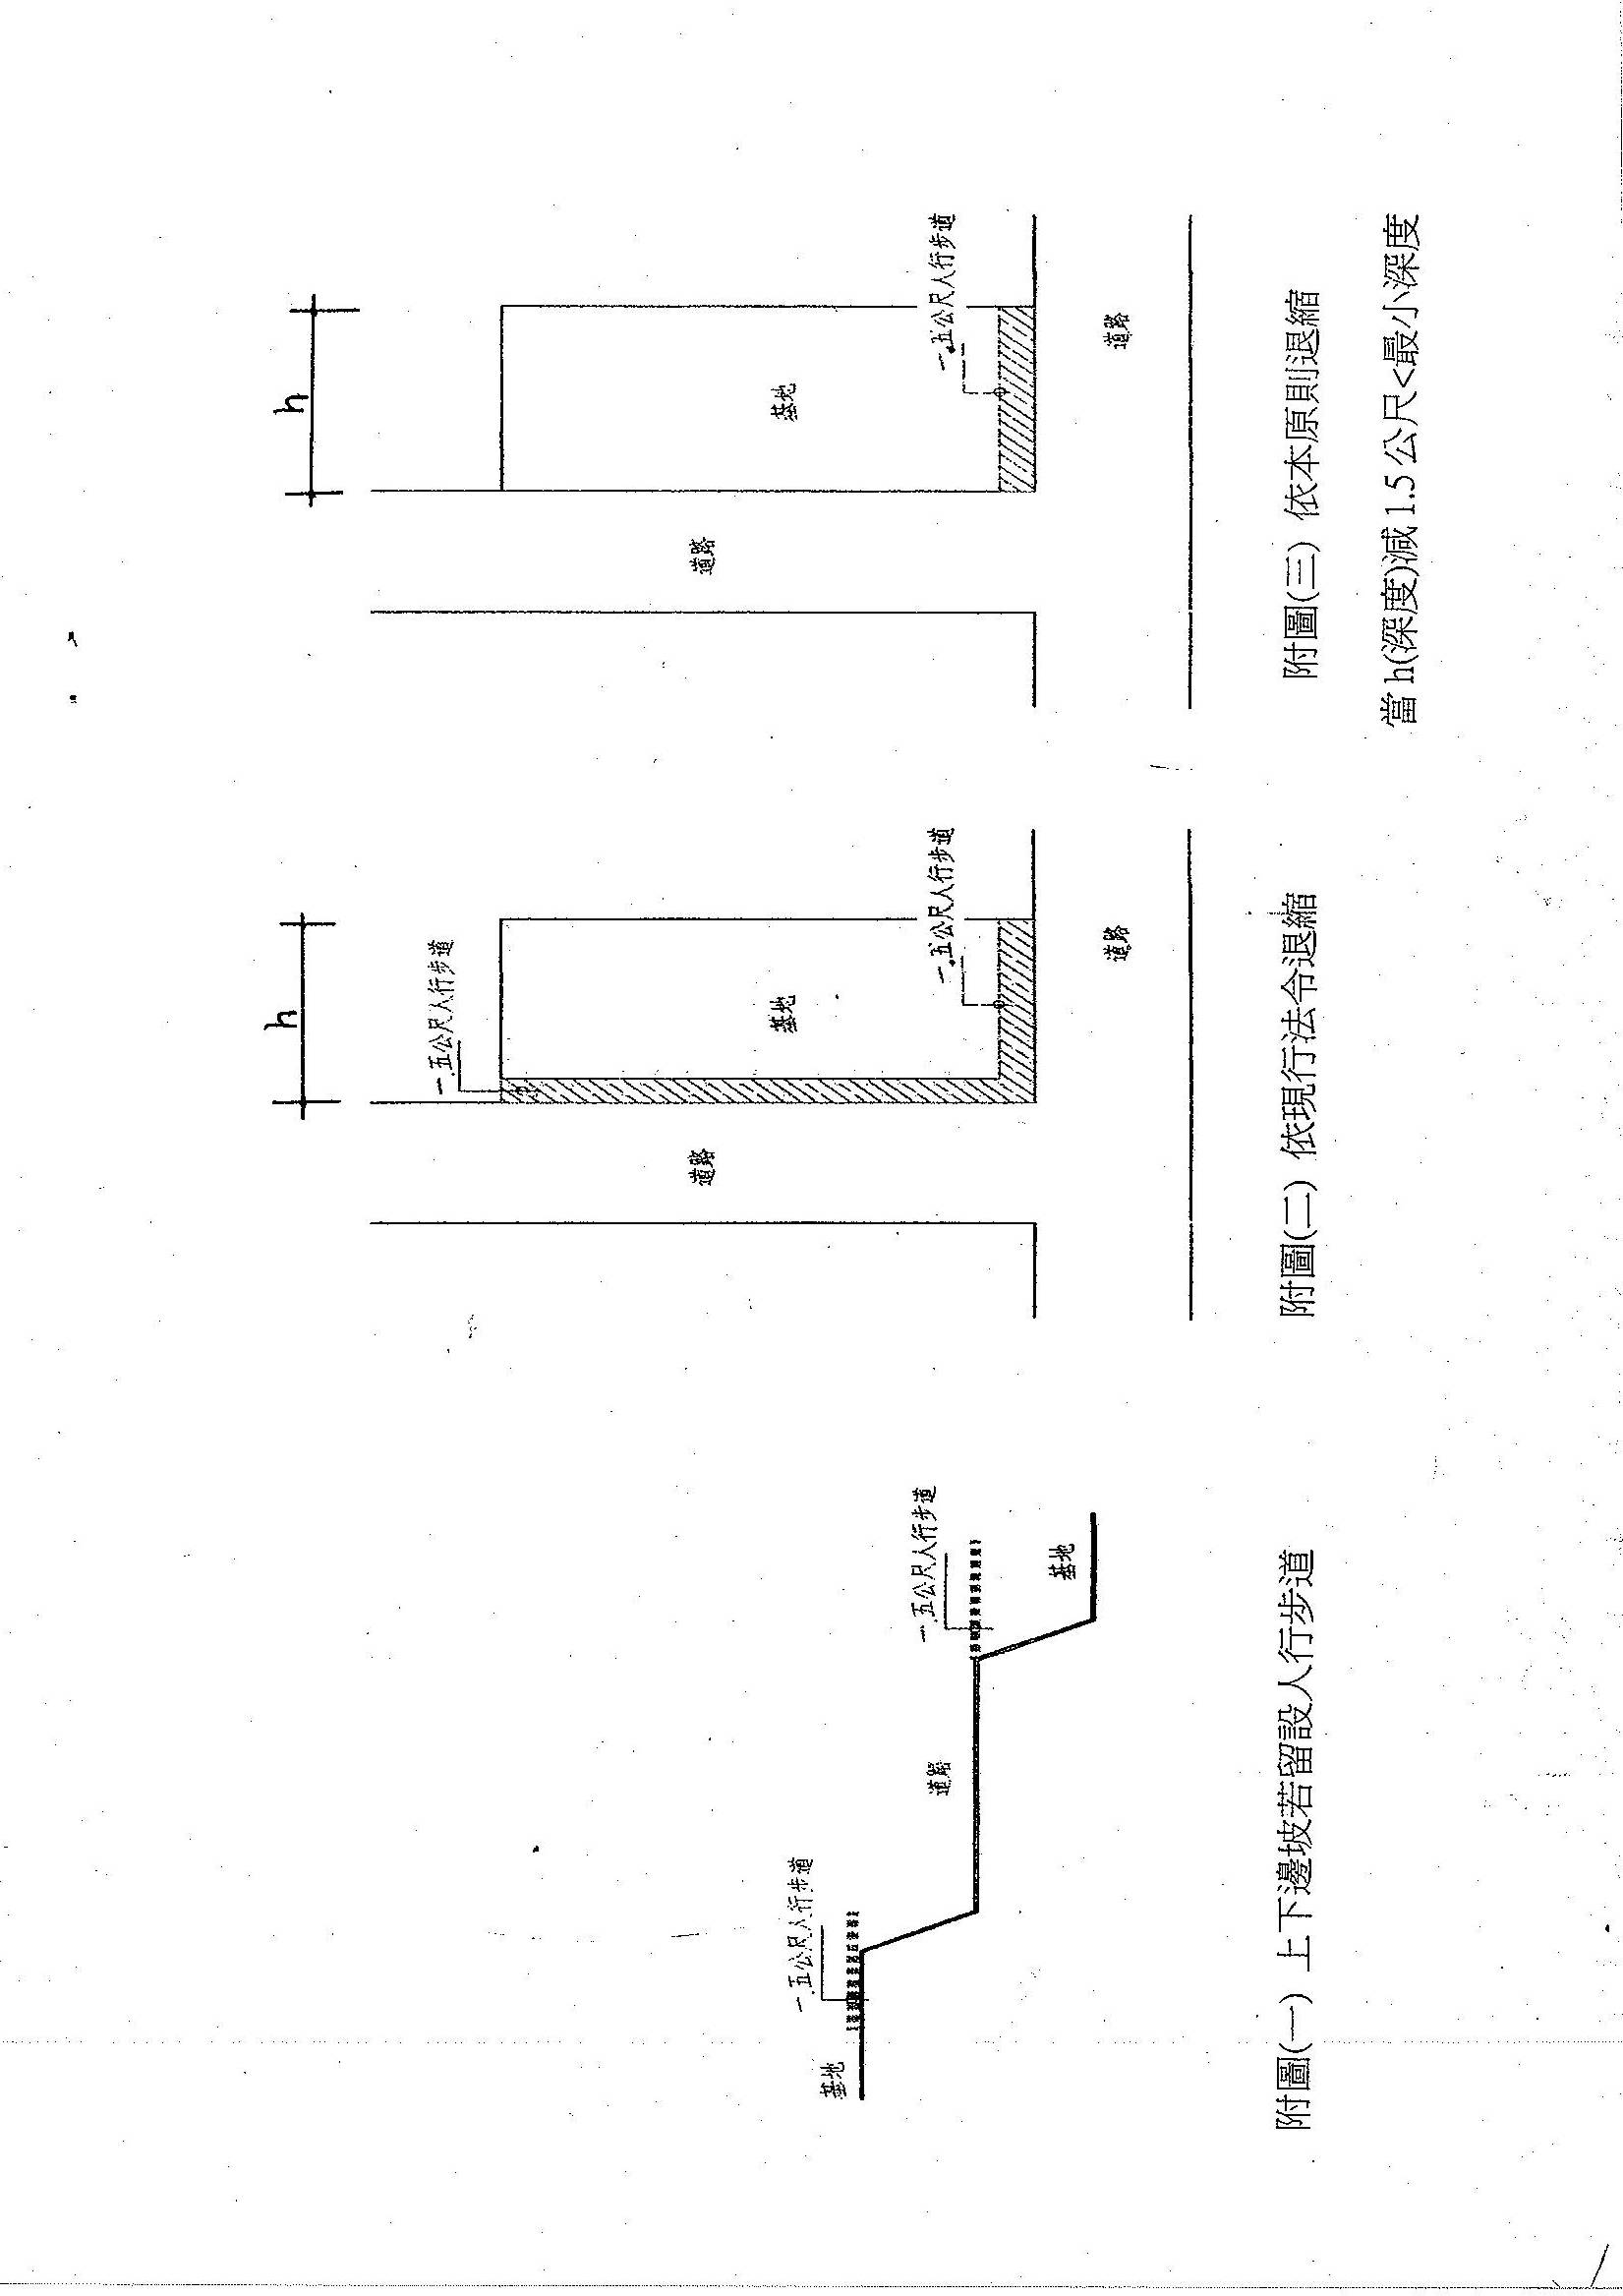 一.五公尺人行步道
基地
道路
一.五公尺人行步道
基地
附圖(一) 上下邊坡若留設人行步道
h
一.五公尺人行步道
基地
道路
一.五公尺人行步道
道路
附圖(二) 依現行法令退縮
h
基地
道路
一.五公尺人行步道
道路
附圖(三) 依本原則退縮
當h(深度)減1.5公尺<最小深度